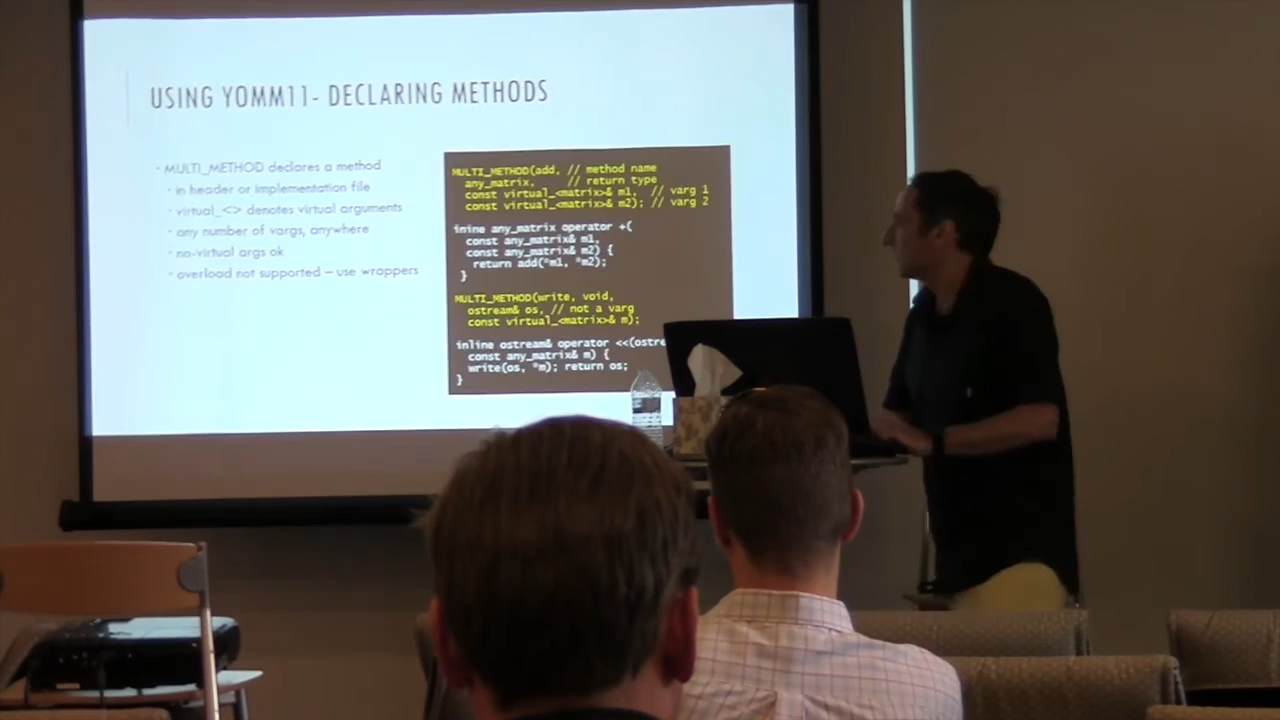 USING YOMM11- DECLARING METHODS
· MULTI_METHOD declares a method
· in header or implementation file
· virtual_<> denotes virtual arguments
· any number of vargs, anywhere
· no-virtual args ok
· overload not supported – use wrappers
MULTI_METHOD(add, // method name
any_matrix, // return type
const virtual_<matrix>& m1, // varg 1
const virtual_<matrix>& m2); // varg 2
inine any_matrix operator +(
const any_matrix& m1,
const any_matrix& m2) {
return add(*m1, *m2);
}
MULTI_METHOD(write, void,
ostream& os, // not a varg
const virtual_<matrix>& m);
inline ostream& operator <<(ostre
const any_matrix& m) {
write(os, *m); return os;
}